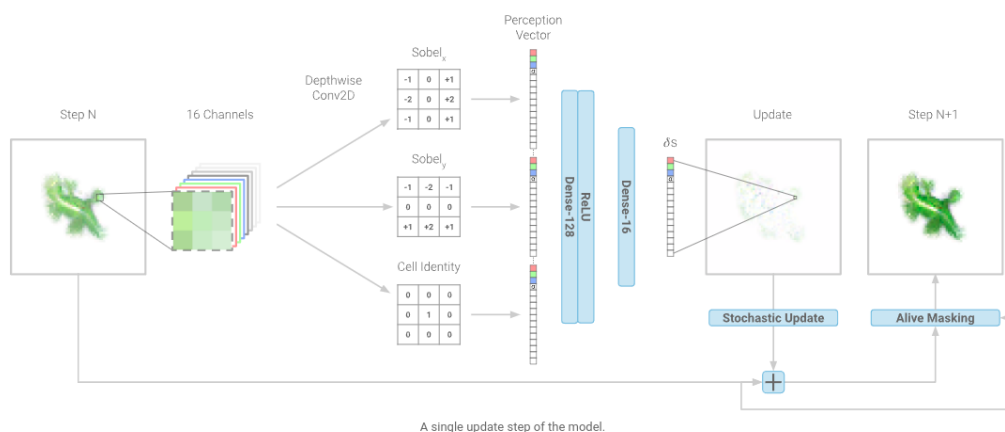 Perception
Vector
Sobelx
Depthwise
Conv2D
-1 0 +1
-2 0 +2
-1 0 +1
Step N
16 Channels
Update
Step N+1
δs
Sobely
-1 -2 -1
0 0 0
+1 +2 +1
Dense-128
ReLU
Dense-16
Cell Identity
0 0 0
0 1 0
0 0 0
Stochastic Update
Alive Masking
+
A single update step of the model.